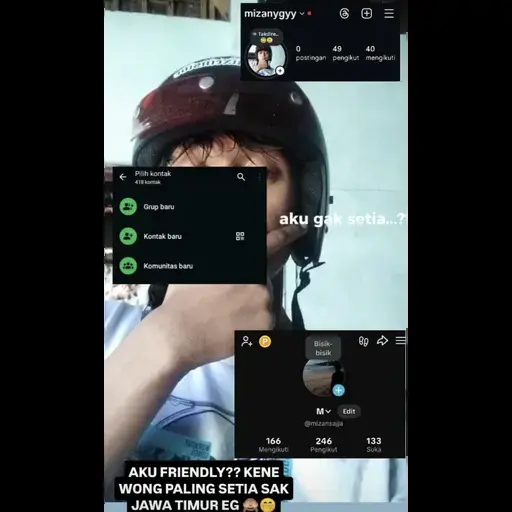 mizanygyy
Takdire..
0
49
40
postingan
pengikut
mengikuti
Pilih kontak
418 kontak
Grup baru
Kontak baru
Komunitas baru
aku gak setia...?
P
Bisik-
bisik
M
Edit
@mizansajja
166
246
133
Mengikuti
Pengikut
Suka
AKU FRIENDLY?? KENE
WONG PALING SETIA SAK
JAWA TIMUR EG 🙈🤭